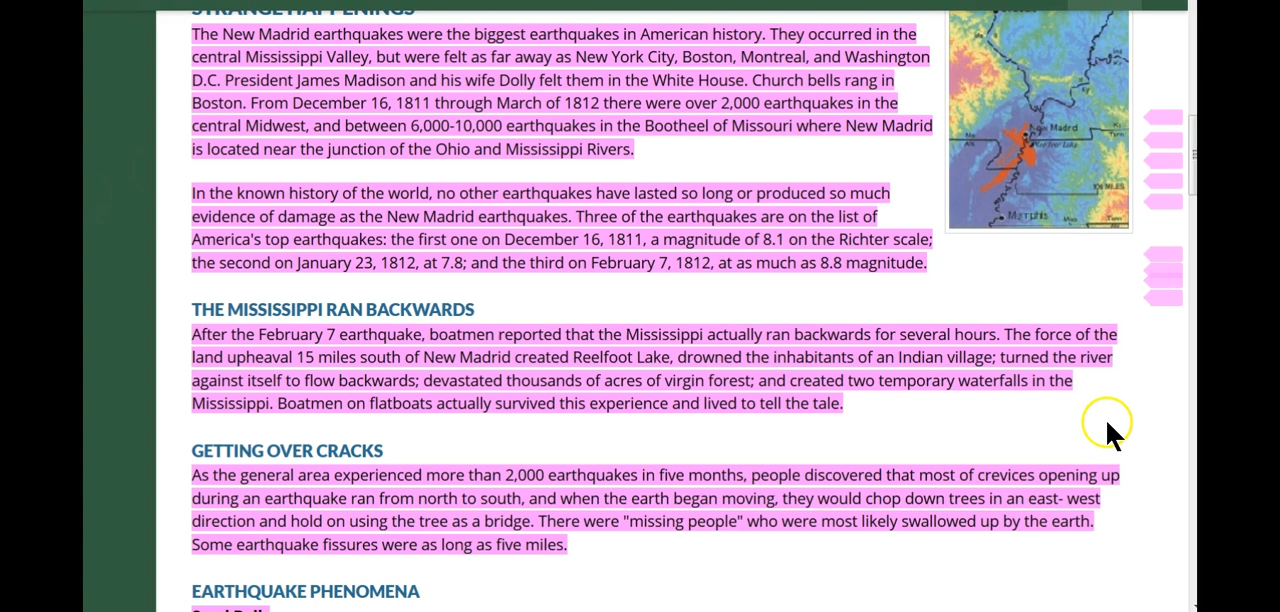 STRANGE HAPPENINGS
The New Madrid earthquakes were the biggest earthquakes in American history. They occurred in the
central Mississippi Valley, but were felt as far away as New York City, Boston, Montreal, and Washington
D.C. President James Madison and his wife Dolly felt them in the White House. Church bells rang in
Boston. From December 16, 1811 through March of 1812 there were over 2,000 earthquakes in the
central Midwest, and between 6,000-10,000 earthquakes in the Bootheel of Missouri where New Madrid
is located near the junction of the Ohio and Mississippi Rivers.
In the known history of the world, no other earthquakes have lasted so long or produced so much
evidence of damage as the New Madrid earthquakes. Three of the earthquakes are on the list of
America's top earthquakes: the first one on December 16, 1811, a magnitude of 8.1 on the Richter scale;
the second on January 23, 1812, at 7.8; and the third on February 7, 1812, at as much as 8.8 magnitude.
New Madrid
Reelfoot Lake
Memphis
THE MISSISSIPPI RAN BACKWARDS
After the February 7 earthquake, boatmen reported that the Mississippi actually ran backwards for several hours. The force of the
land upheaval 15 miles south of New Madrid created Reelfoot Lake, drowned the inhabitants of an Indian village; turned the river
against itself to flow backwards; devastated thousands of acres of virgin forest; and created two temporary waterfalls in the
Mississippi. Boatmen on flatboats actually survived this experience and lived to tell the tale.
GETTING OVER CRACKS
As the general area experienced more than 2,000 earthquakes in five months, people discovered that most of crevices opening up
during an earthquake ran from north to south, and when the earth began moving, they would chop down trees in an east- west
direction and hold on using the tree as a bridge. There were "missing people" who were most likely swallowed up by the earth.
Some earthquake fissures were as long as five miles.
EARTHQUAKE PHENOMENA